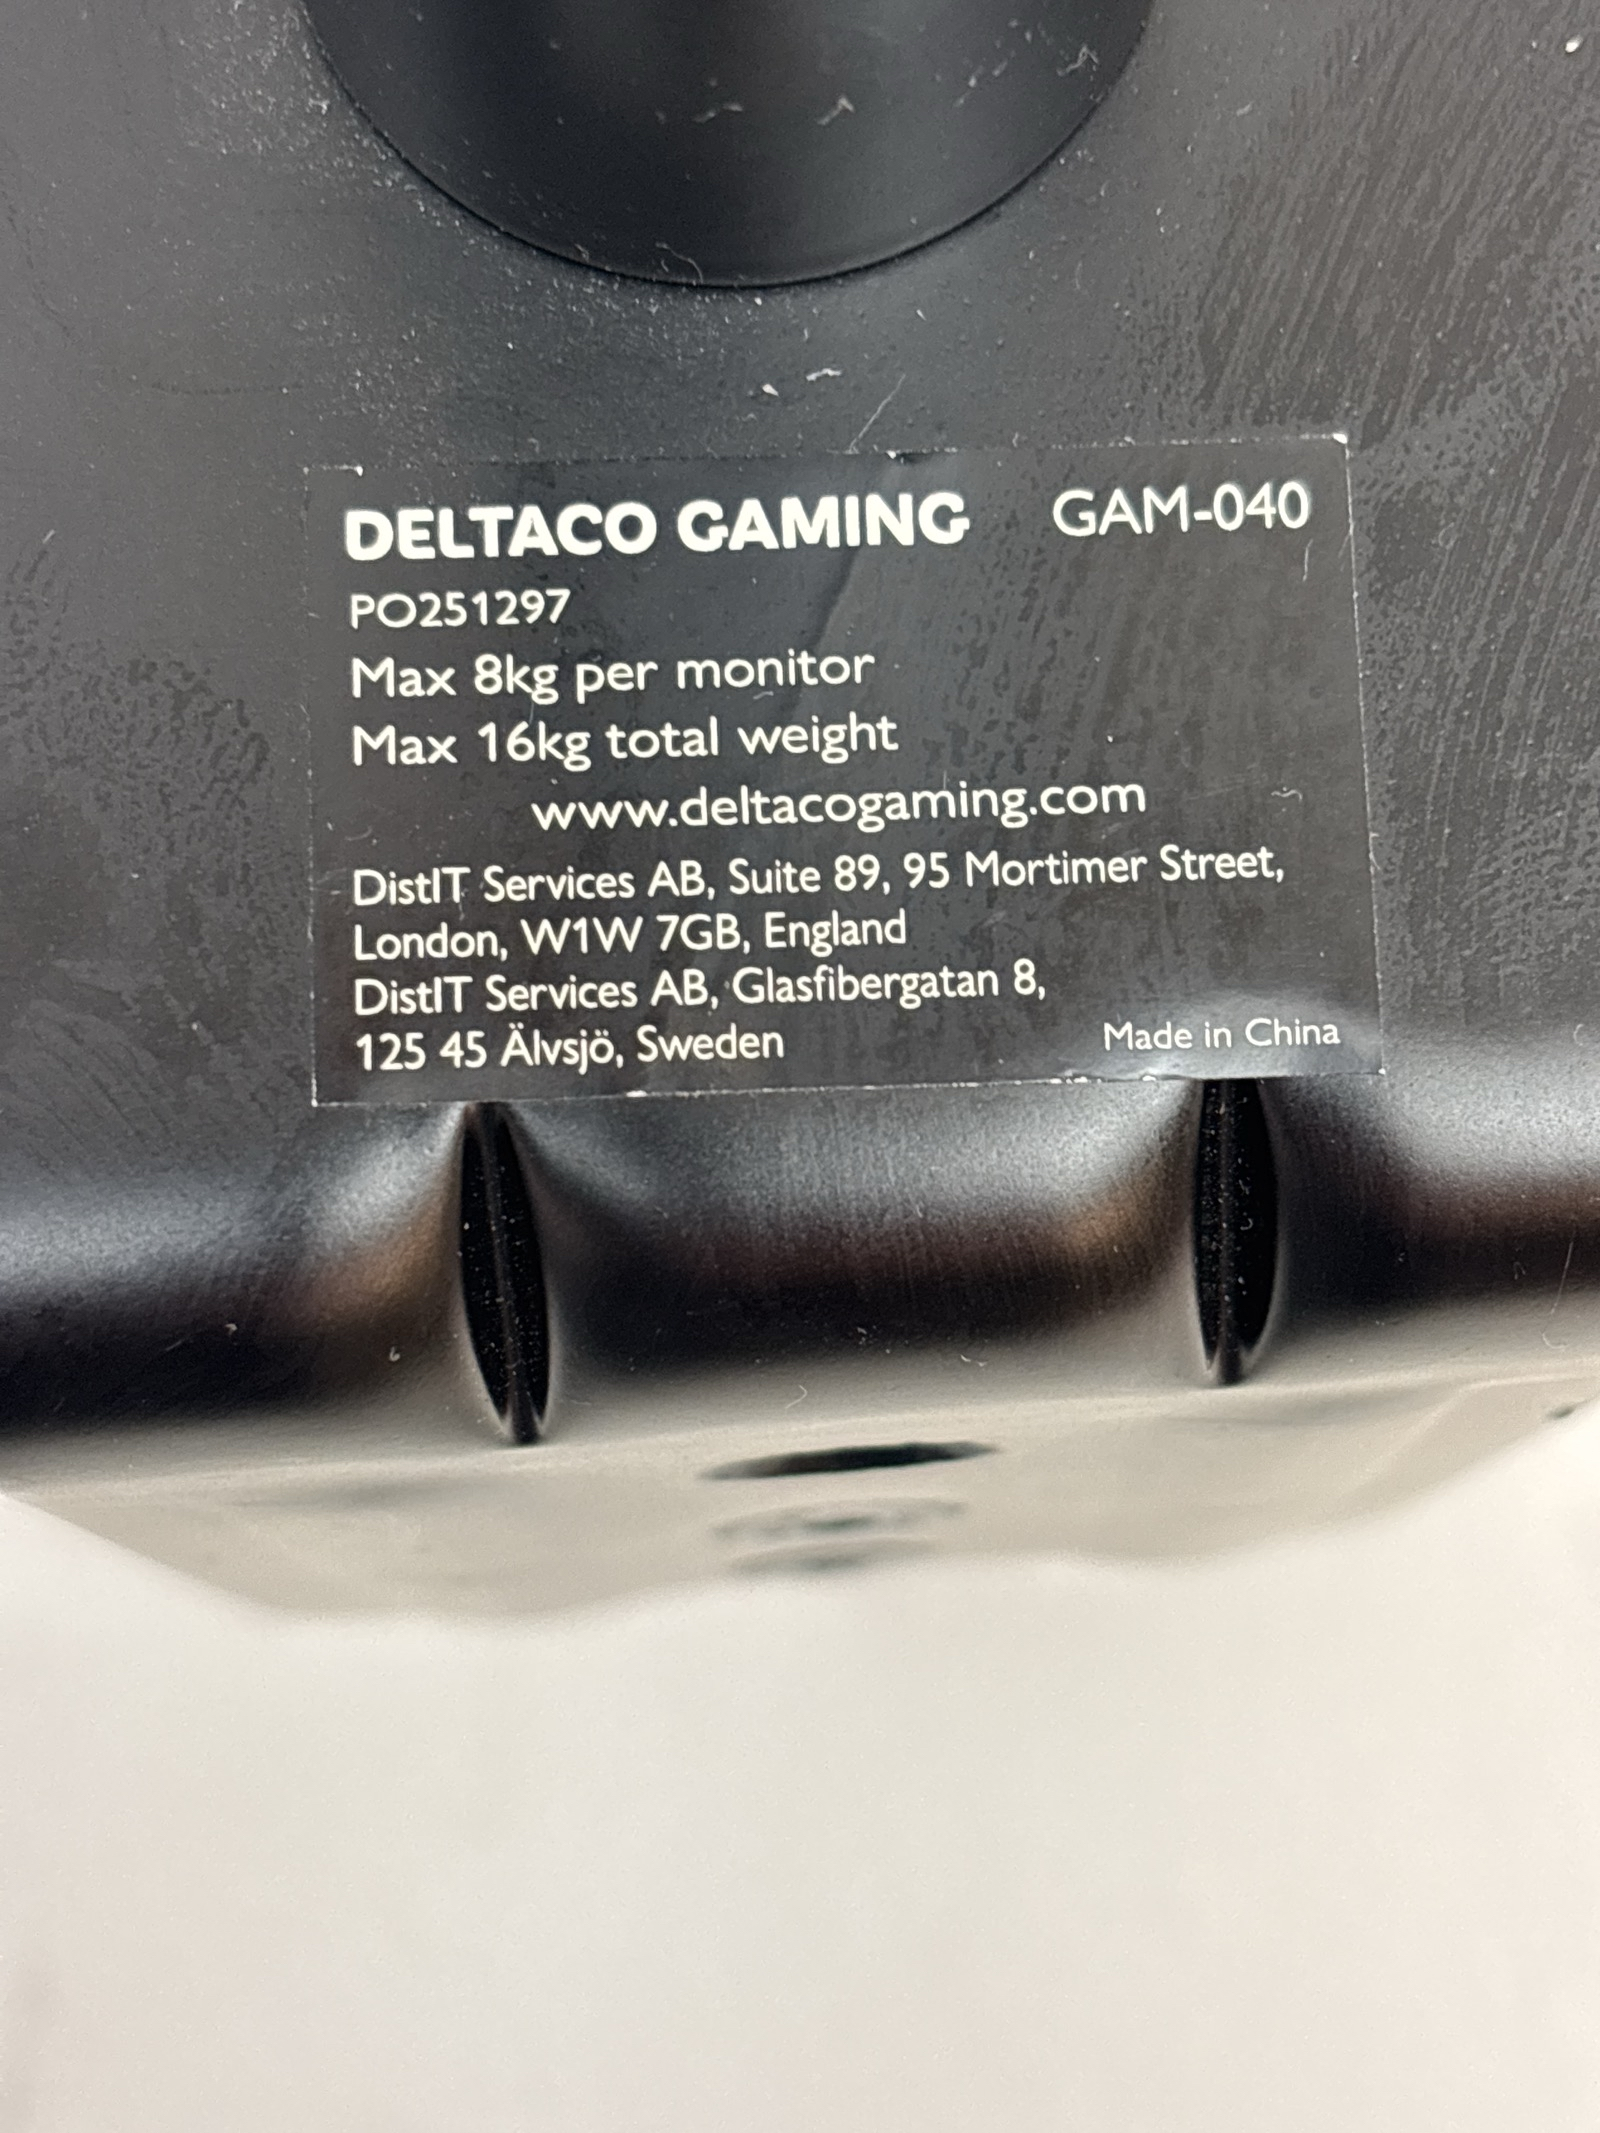 DELTACO GAMING GAM-040
PO251297
Max 8kg per monitor
Max 16kg total weight
www.deltacogaming.com
DistIT Services AB, Suite 89, 95 Mortimer Street,
London, W1W 7GB, England
DistIT Services AB, Glasfibergatan 8,
125 45 Älvsjö, Sweden Made in China